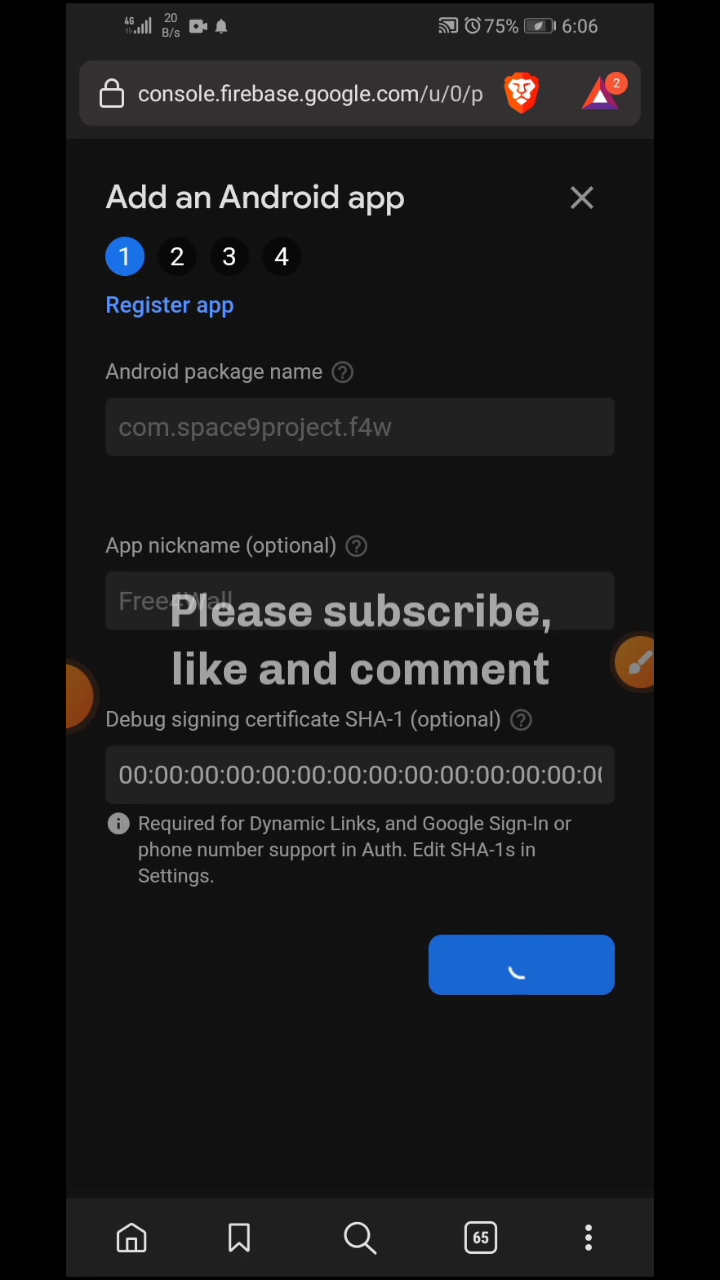 4G
20
B/s
75%
6:06
console.firebase.google.com/u/0/p
2
Add an Android app
1 2 3 4
Register app
Android package name ?
com.space9project.f4w
App nickname (optional) ?
Free4Wall
Please subscribe,
like and comment
Debug signing certificate SHA-1 (optional) ?
00:00:00:00:00:00:00:00:00:00:00:00:00:0(
Required for Dynamic Links, and Google Sign-In or
phone number support in Auth. Edit SHA-1s in
Settings.
65